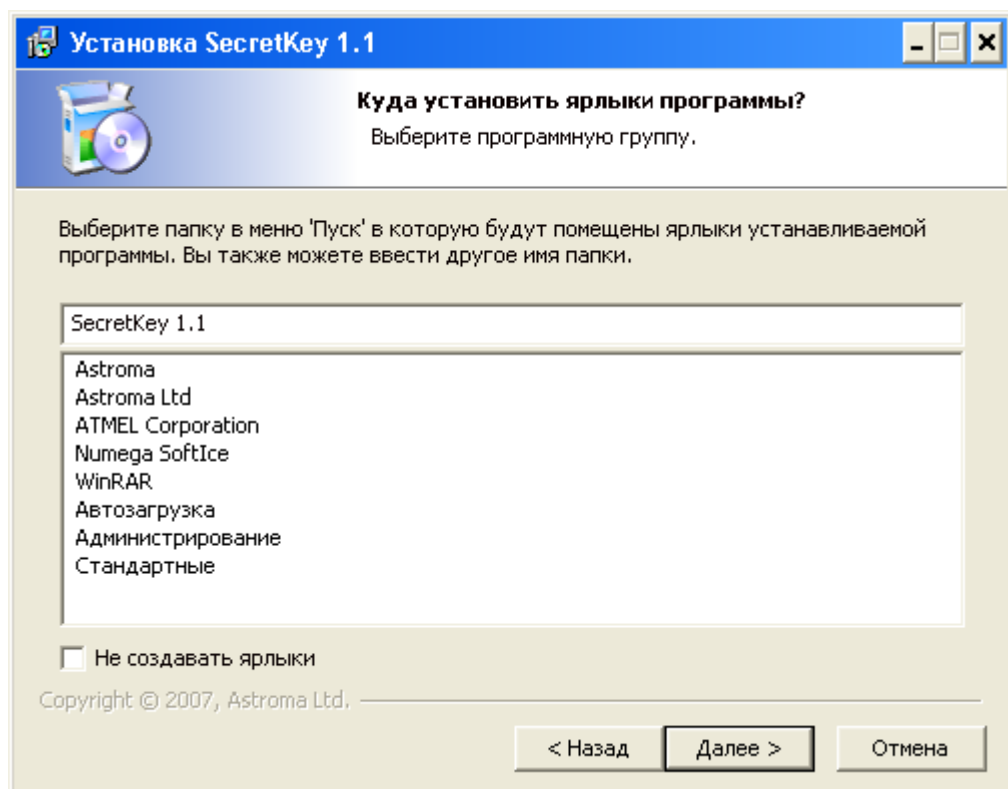 Установка SecretKey 1.1
Куда установить ярлыки программы?
Выберите программную группу.
Выберите папку в меню 'Пуск' в которую будут помещены ярлыки устанавливаемой
программы. Вы также можете ввести другое имя папки.
SecretKey 1.1
Astroma
Astroma Ltd
ATMEL Corporation
Numega SoftIce
WinRAR
Автозагрузка
Администрирование
Стандартные
Не создавать ярлыки
Copyright © 2007, Astroma Ltd.
< Назад
Далее >
Отмена